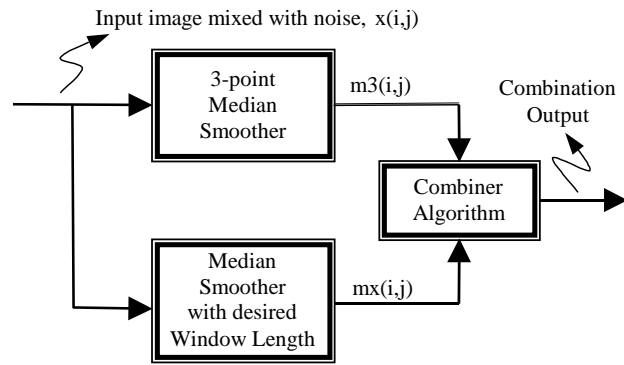 Input image mixed with noise, x(i,j)
3-point
Median
Smoother
m3(i,j)
Combination
Output
Combiner
Algorithm
Median
Smoother
with desired
Window Length
mx(i,j)